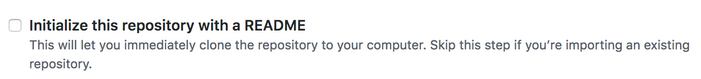 Initialize this repository with a README
This will let you immediately clone the repository to your computer. Skip this step if you’re importing an existing
repository.